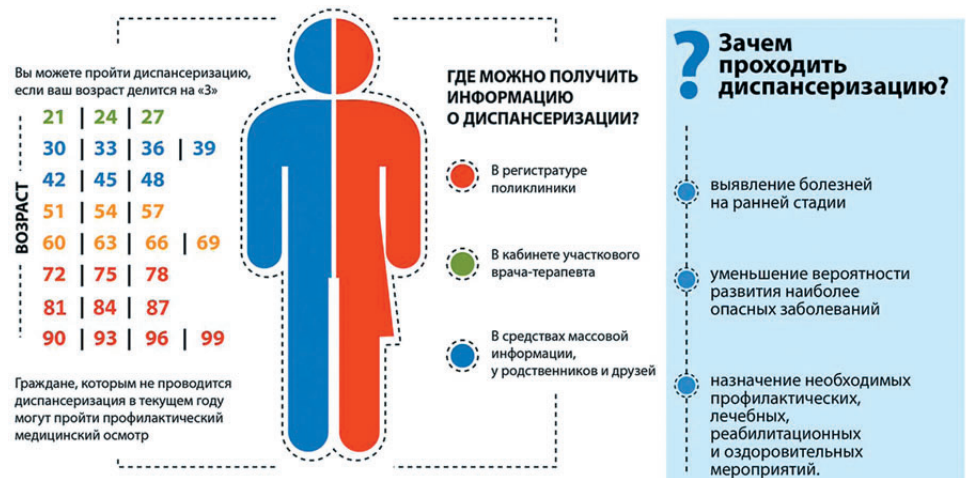 Вы можете пройти диспансеризацию,
если ваш возраст делится на «3»
ВОЗРАСТ
21 | 24 | 27
30 | 33 | 36 | 39
42 | 45 | 48
51 | 54 | 57
60 | 63 | 66 | 69
72 | 75 | 78
81 | 84 | 87
90 | 93 | 96 | 99
Граждане, которым не проводится
диспансеризация в текущем году
могут пройти профилактический
медицинский осмотр
ГДЕ МОЖНО ПОЛУЧИТЬ
ИНФОРМАЦИЮ
О ДИСПАНСЕРИЗАЦИИ?
В регистратуре
поликлиники
В кабинете участкового
врача-терапевта
В средствах массовой
информации,
у родственников и друзей
? Зачем
проходить
диспансеризацию?
выявление болезней
на ранней стадии
уменьшение вероятности
развития наиболее
опасных заболеваний
назначение необходимых
профилактических,
лечебных,
реабилитационных
и оздоровительных
мероприятий.